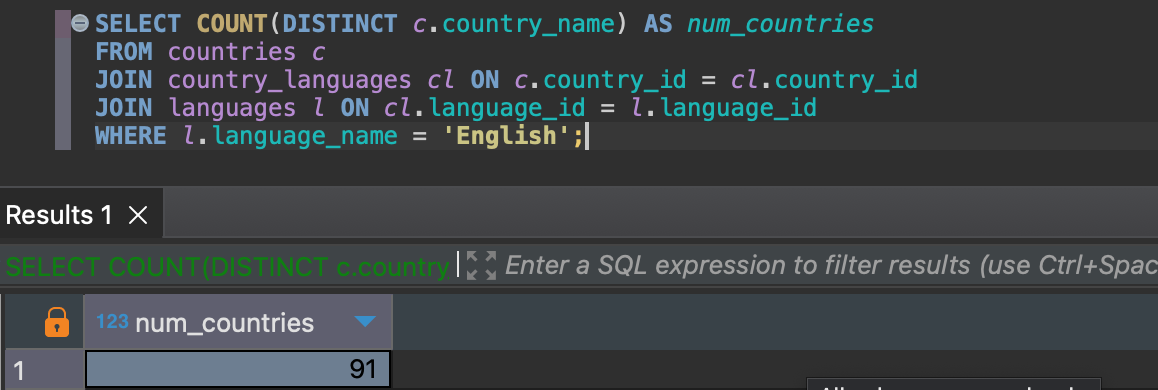 SELECT COUNT(DISTINCT c.country_name) AS num_countries
FROM countries c
JOIN country_languages cl ON c.country_id = cl.country_id
JOIN languages l ON cl.language_id = l.language_id
WHERE l.language_name = 'English';
Results 1
SELECT COUNT(DISTINCT c.country Enter a SQL expression to filter results (use Ctrl+Spac
123 num_countries
1 91